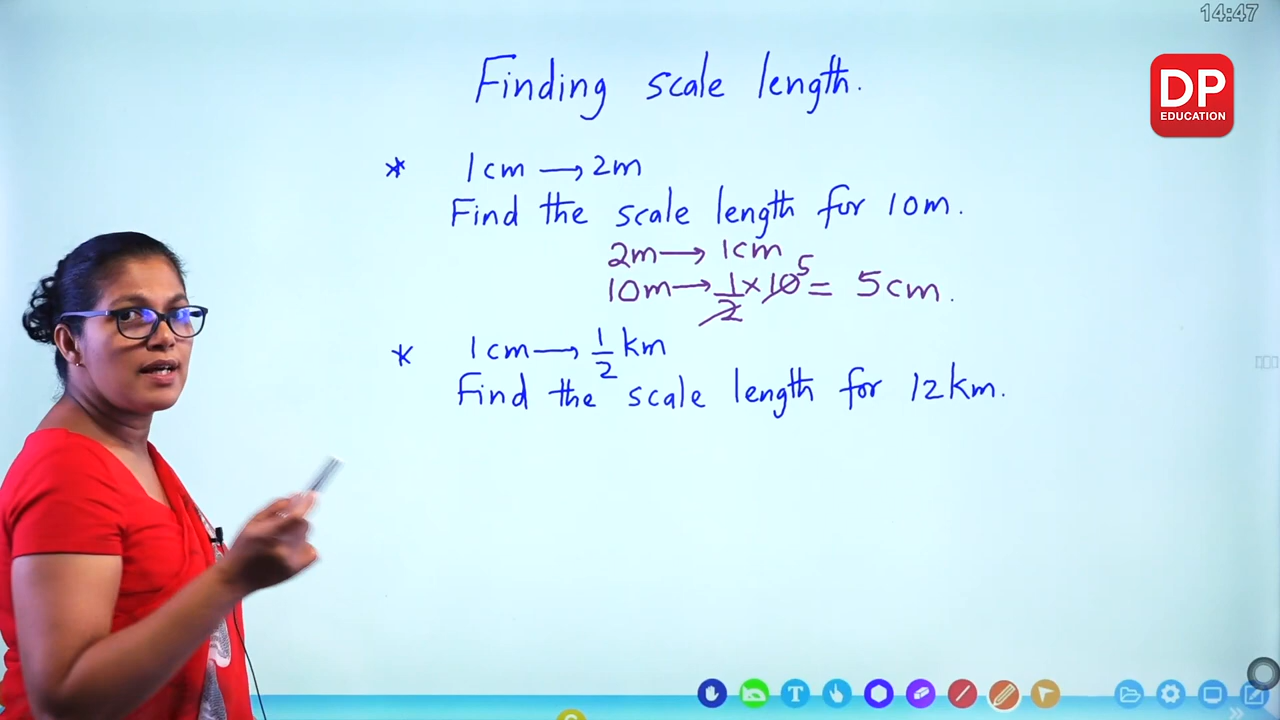 14:47
DP
EDUCATION
Finding scale length.
* 1cm → 2m
Find the scale length for 10m.
2m → 1cm
10m → 1/2 × 10 5 = 5cm.
* 1cm → 1/2 km
Find the scale length for 12km.